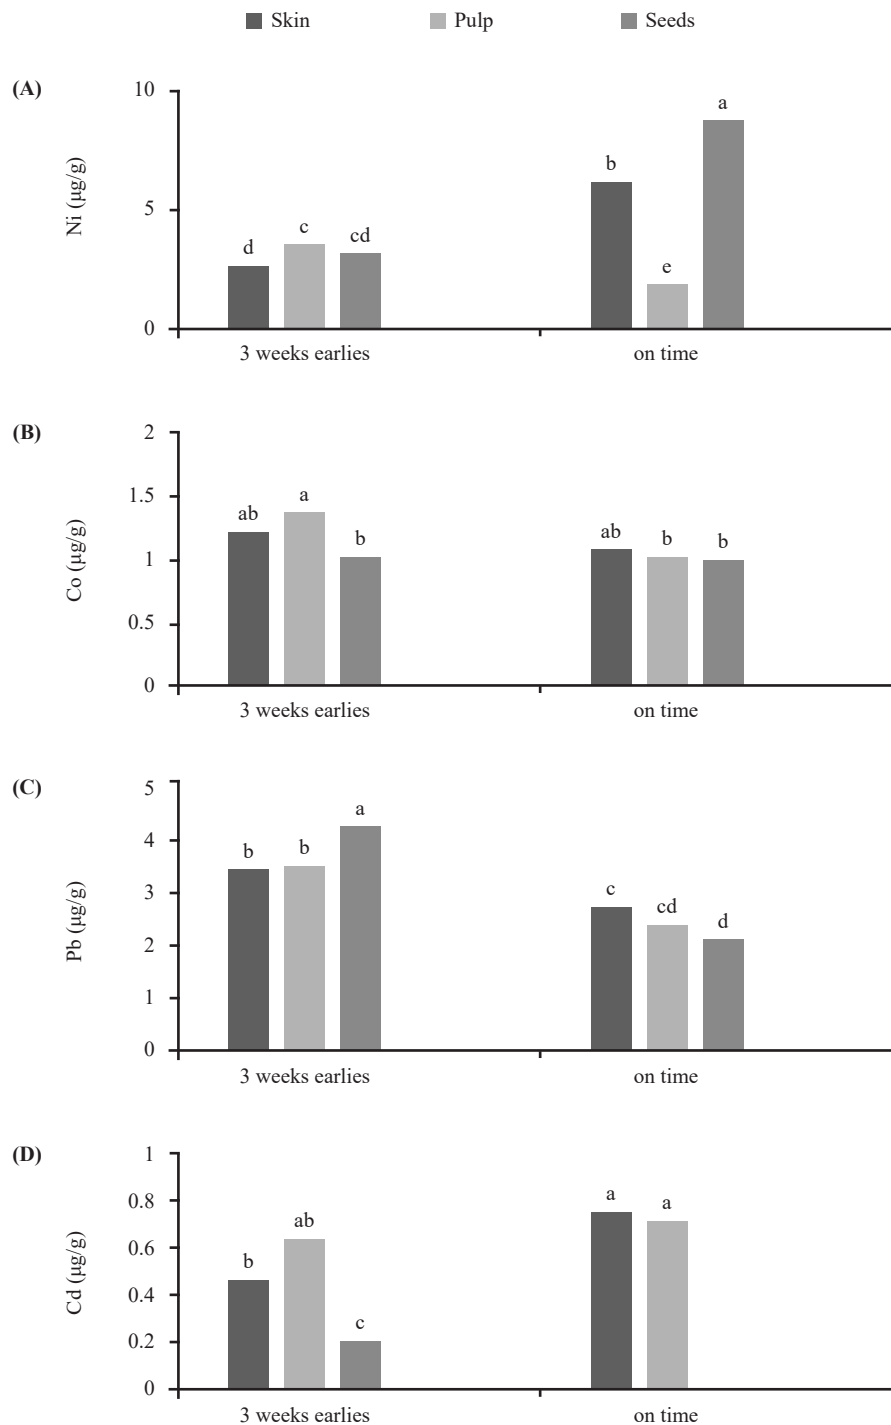 Skin Pulp Seeds
(A)
Ni (µg/g)
10
5
0
d c cd b e a
3 weeks earlies on time
(B)
Co (µg/g)
2
1.5
1
0.5
0
ab a b ab b b
3 weeks earlies on time
(C)
Pb (µg/g)
5
4
3
2
1
0
b b a c cd d
3 weeks earlies on time
(D)
Cd (µg/g)
1
0.8
0.6
0.4
0.2
0
b ab c a a
3 weeks earlies on time